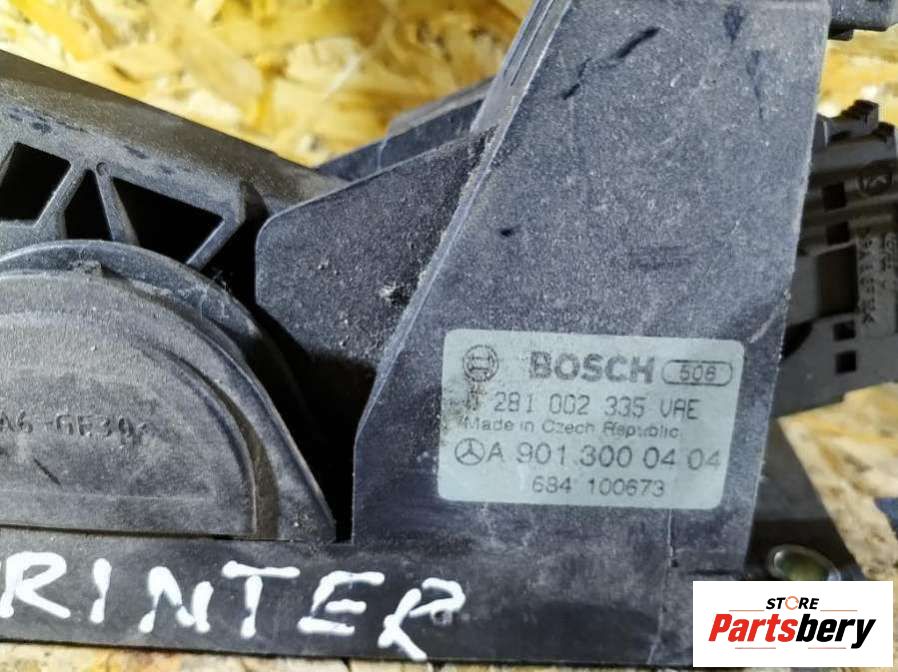 BOSCH 506
0 281 002 335 VAE
Made in Czech Republic
A 901 300 04 04
684 100673
RINTER
STORE
Partsbery